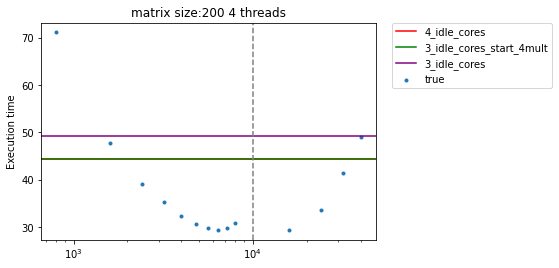 matrix size:200 4 threads
Execution time
70
60
50
40
30
10³
10⁴
4_idle_cores
3_idle_cores_start_4mult
3_idle_cores
true